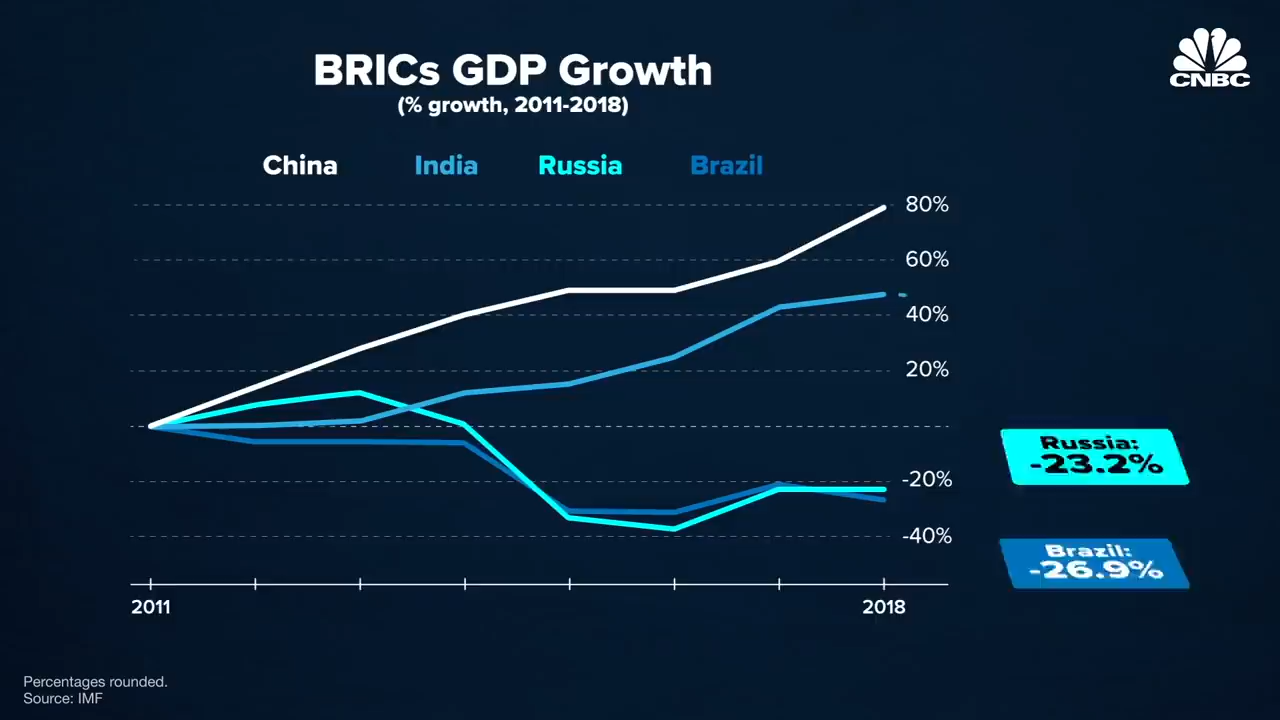 BRICs GDP Growth
(% growth, 2011-2018)
CNBC
China India Russia Brazil
80%
60%
40%
20%
-20%
-40%
Russia:
-23.2%
Brazil:
-26.9%
2011 2018
Percentages rounded.
Source: IMF